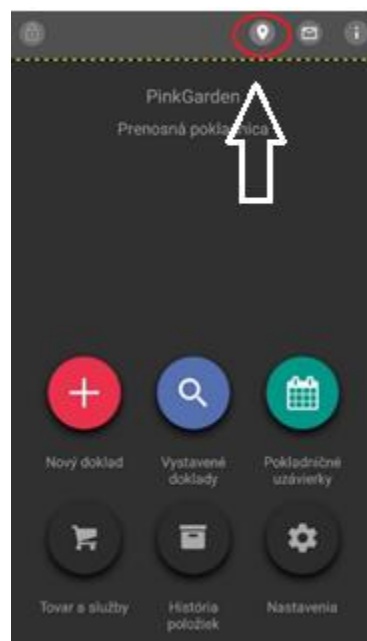 PinkGarden
Prenosná pokladnica
Nový doklad
Vystavené
doklady
Pokladničné
uzávierky
Tovar a služby
História
položiek
Nastavenia